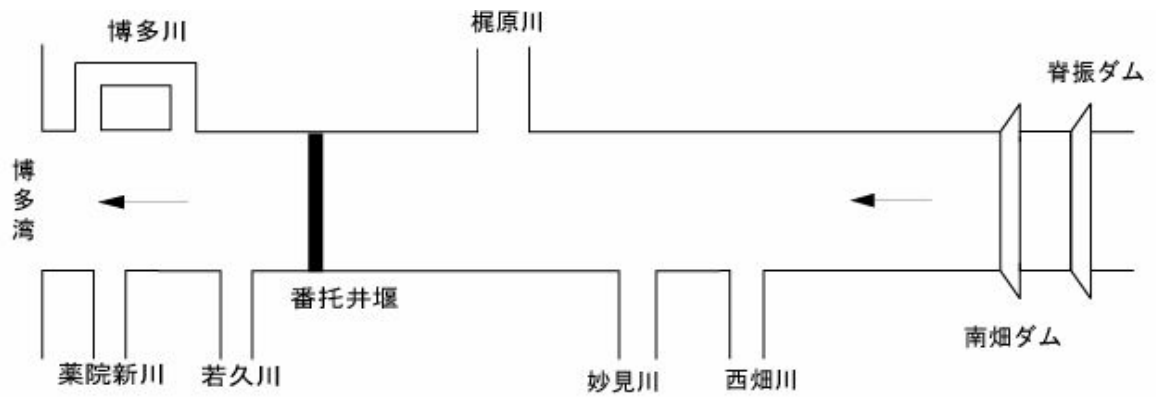 博多川
梶原川
脊振ダム
博多湾
番托井堰
南畑ダム
薬院新川
若久川
妙見川
西畑川